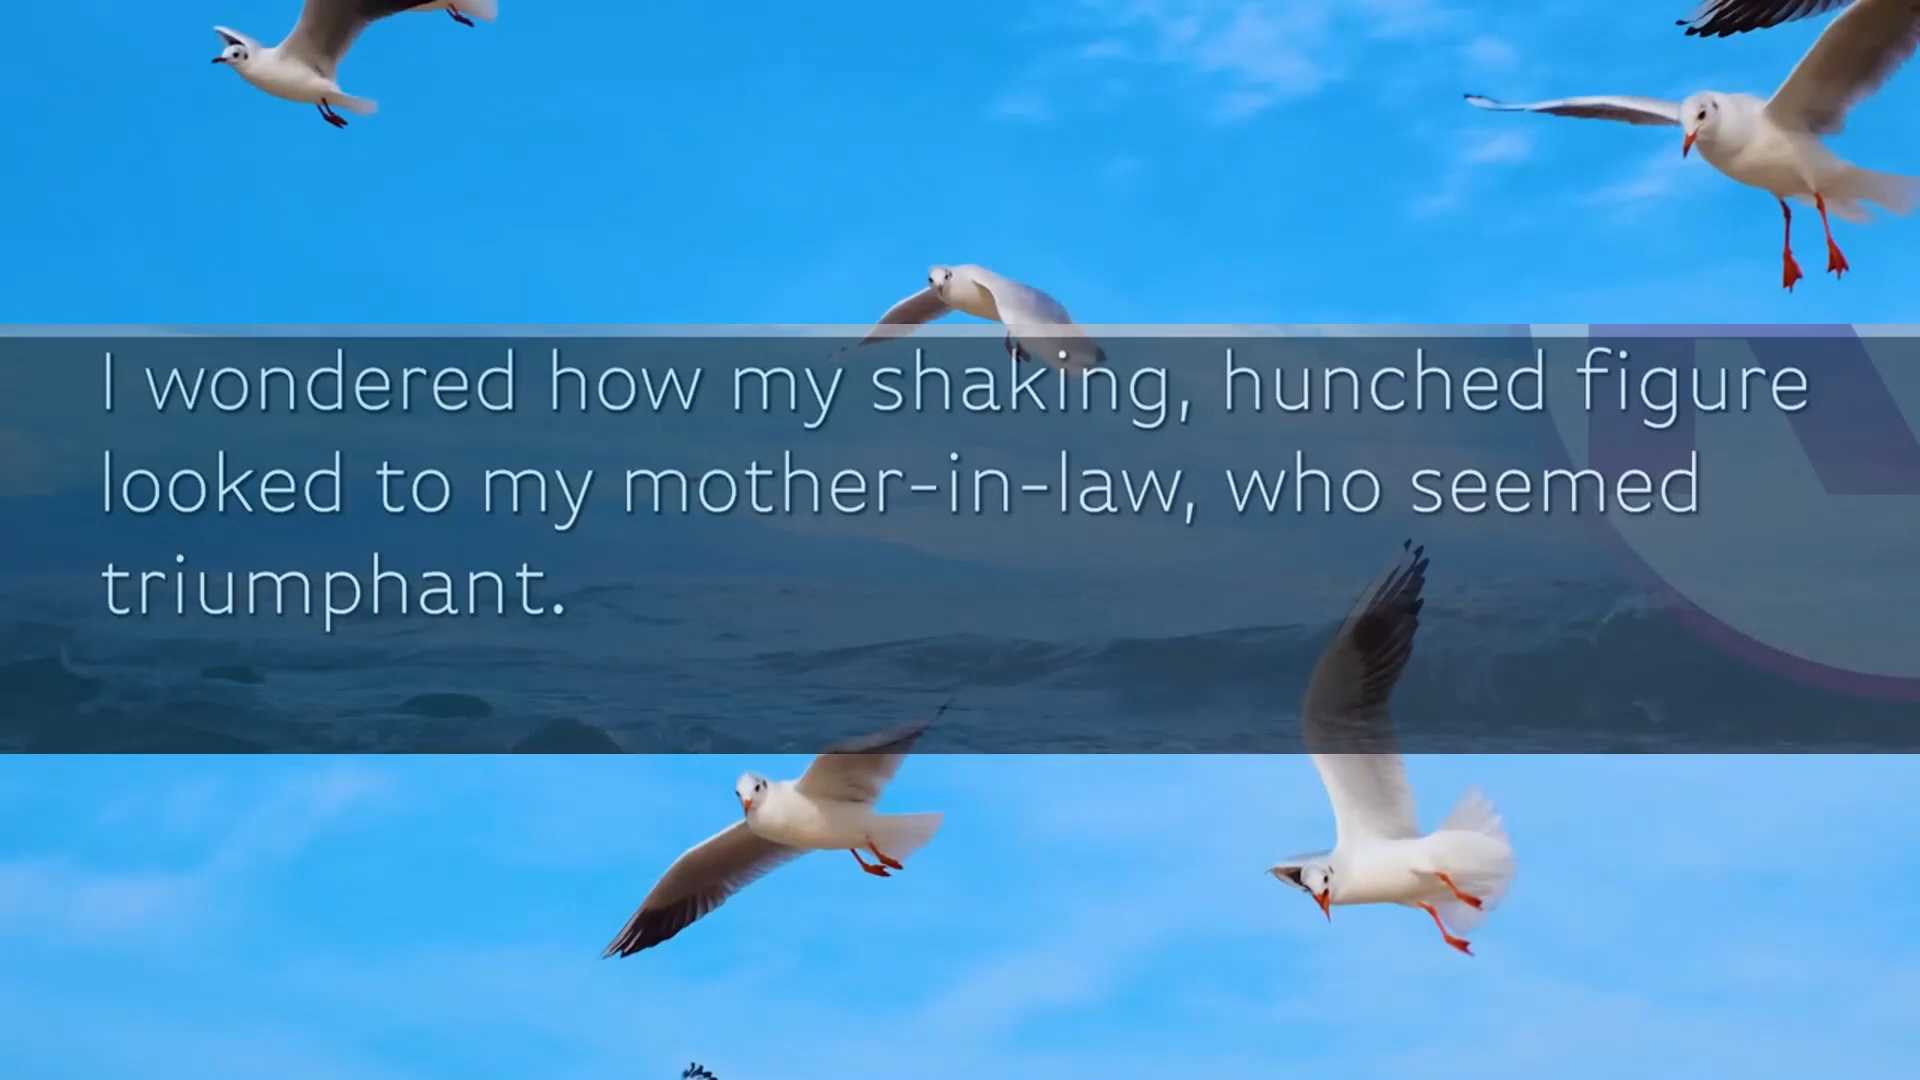 I wondered how my shaking, hunched figure
looked to my mother-in-law, who seemed
triumphant.